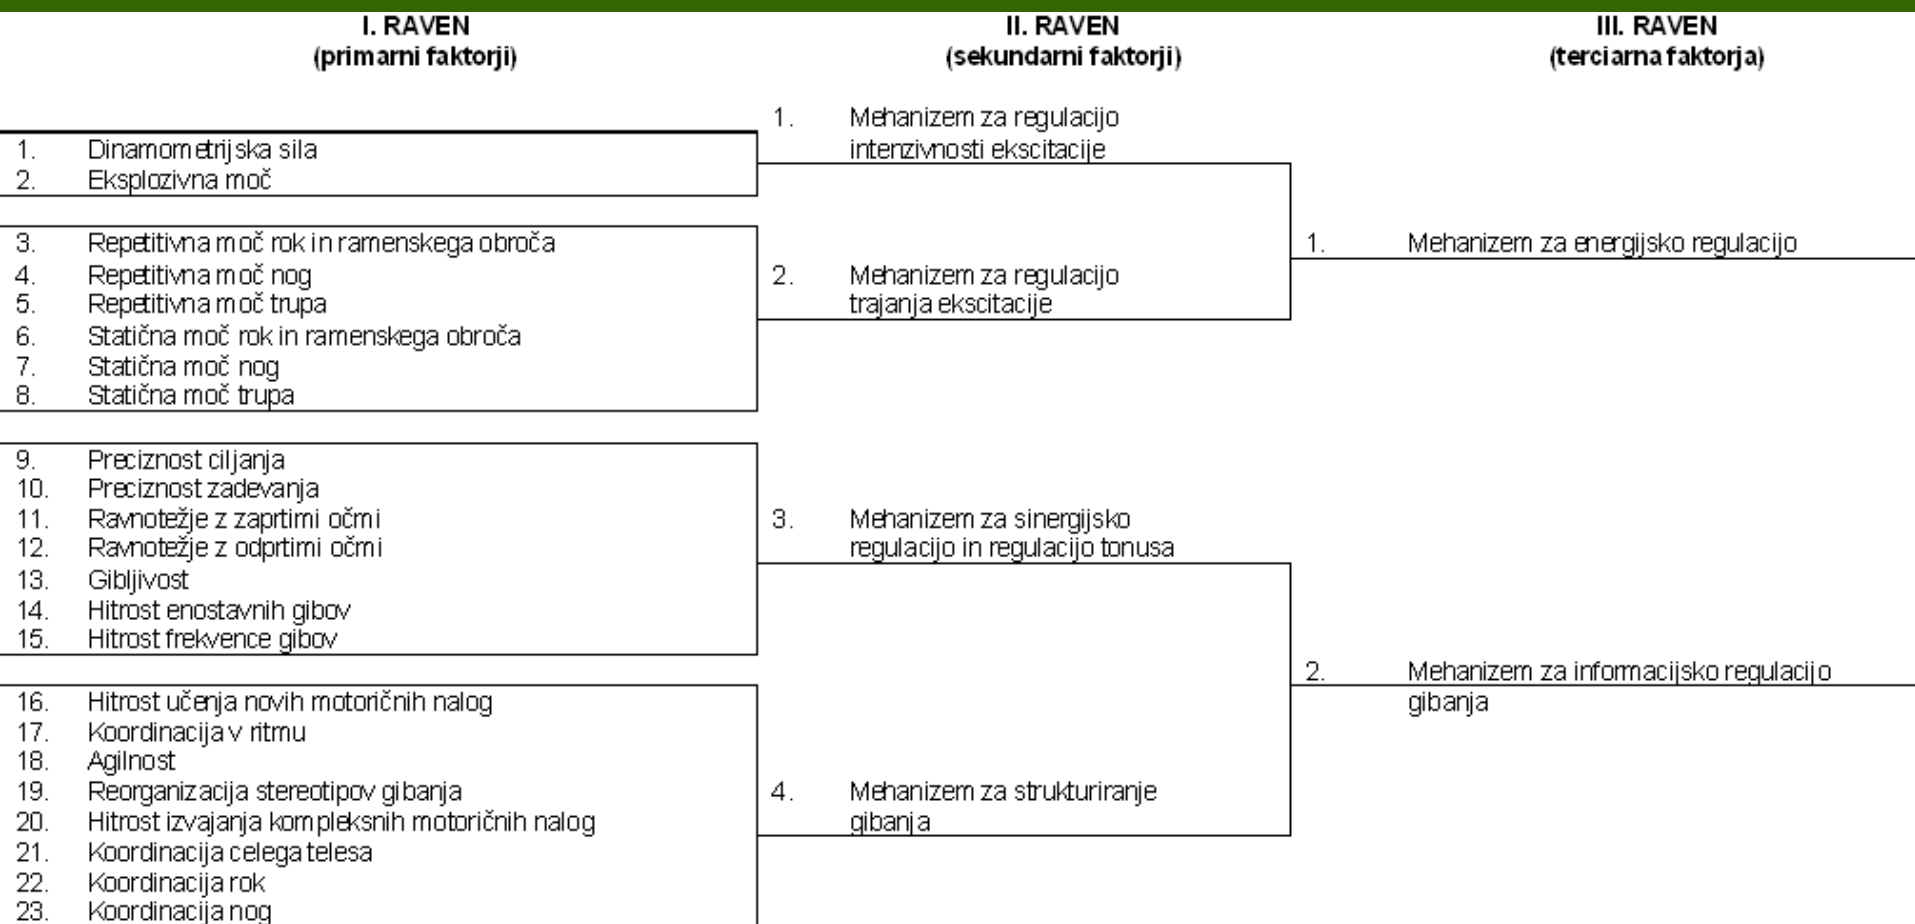 I. RAVEN
(primarni faktorji)
1. Dinamometrijska sila
2. Eksplozivna moč
3. Repetitivna moč rok in ramenskega obroča
4. Repetitivna moč nog
5. Repetitivna moč trupa
6. Statična moč rok in ramenskega obroča
7. Statična moč nog
8. Statična moč trupa
9. Preciznost ciljanja
10. Preciznost zadevanja
11. Ravnotežje z zaprtimi očmi
12. Ravnotežje z odprtimi očmi
13. Gibljivost
14. Hitrost enostavnih gibov
15. Hitrost frekvence gibov
16. Hitrost učenja novih motoričnih nalog
17. Koordinacija v ritmu
18. Agilnost
19. Reorganizacija stereotipov gibanja
20. Hitrost izvajanja kompleksnih motoričnih nalog
21. Koordinacija celega telesa
22. Koordinacija rok
23. Koordinacija nog
II. RAVEN
(sekundarni faktorji)
1. Mehanizem za regulacijo
intenzivnosti ekscitacije
2. Mehanizem za regulacijo
trajanja ekscitacije
3. Mehanizem za sinergijsko
regulacijo in regulacijo tonusa
4. Mehanizem za strukturiranje
gibanja
III. RAVEN
(terciarna faktorja)
1. Mehanizem za energijsko regulacijo
2. Mehanizem za informacijsko regulacijo
gibanja